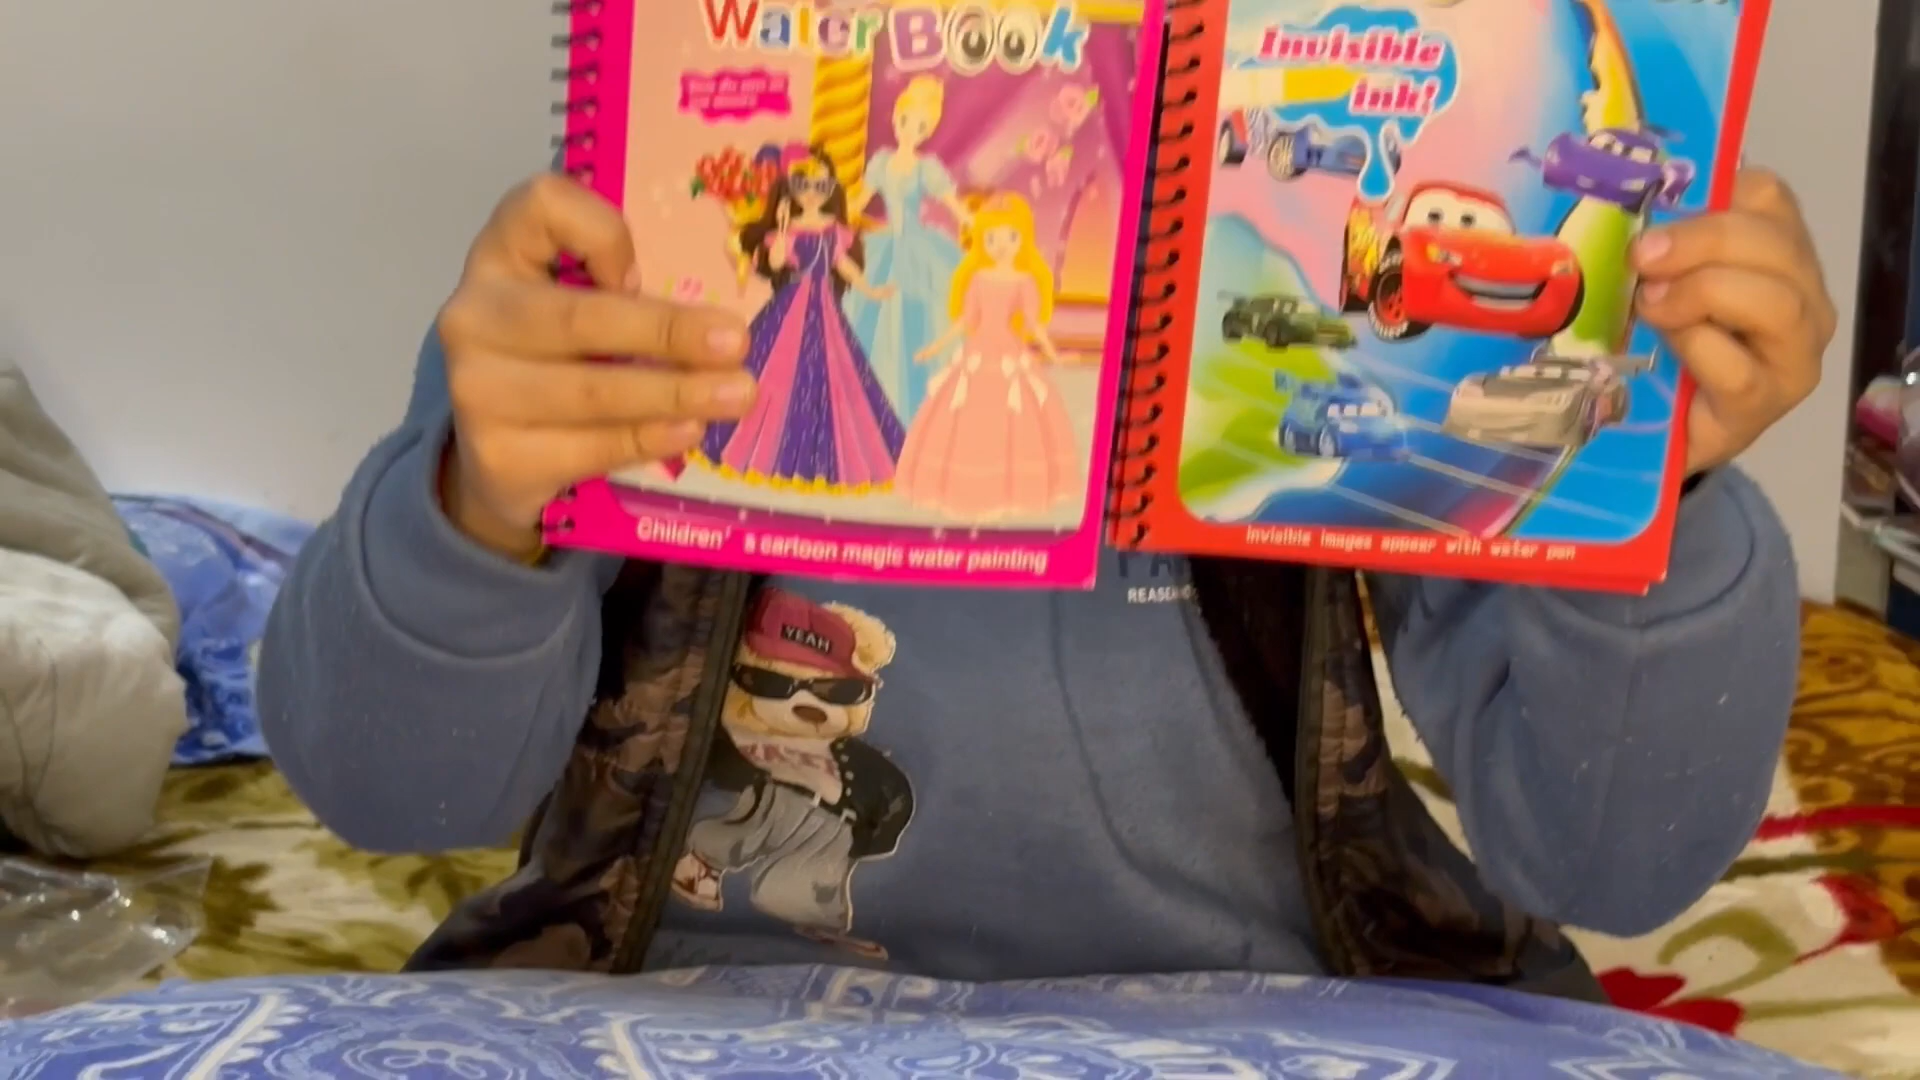 Water Book
Children's cartoon magic water painting
Invisible
ink!
Invisible images appear with water pen
YEAH